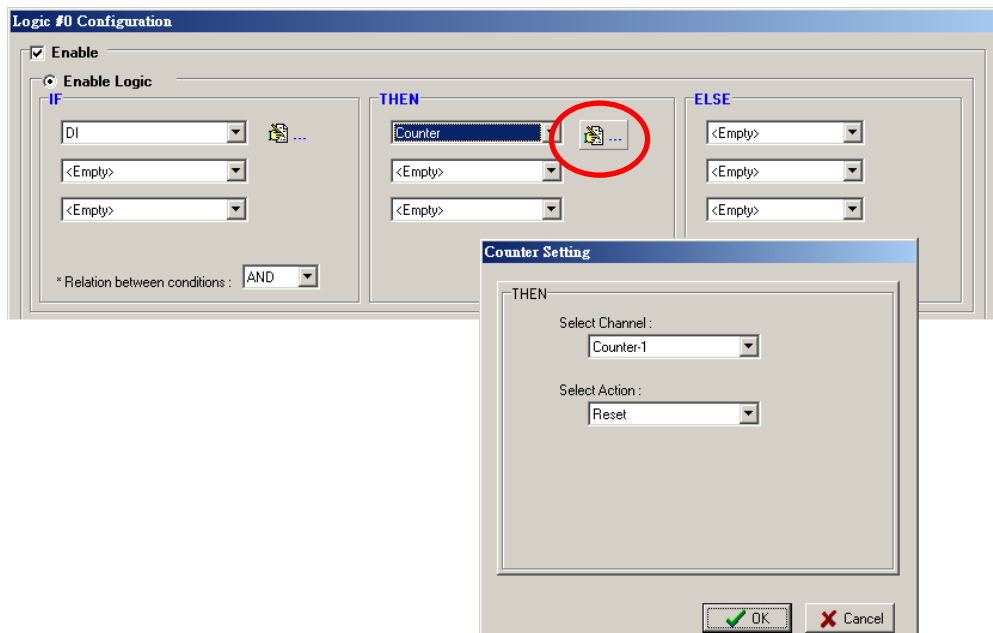 Logic #0 Configuration
Enable
Enable Logic
IF
THEN
ELSE
DI
...
Counter
...
<Empty>
<Empty>
<Empty>
<Empty>
<Empty>
<Empty>
<Empty>
* Relation between conditions :
AND
Counter Setting
THEN
Select Channel :
Counter-1
Select Action :
Reset
OK
Cancel